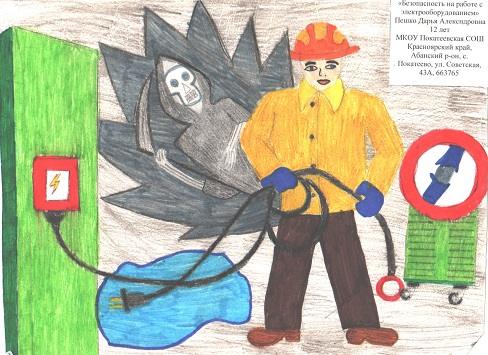 «Безопасность на работе с
электрооборудованием»
Пешко Дарья Александровна
12 лет
МКОУ Покатеевская СОШ
Красноярский край,
Абанский р-он, с.
Покатеево, ул. Советская,
43А, 663765